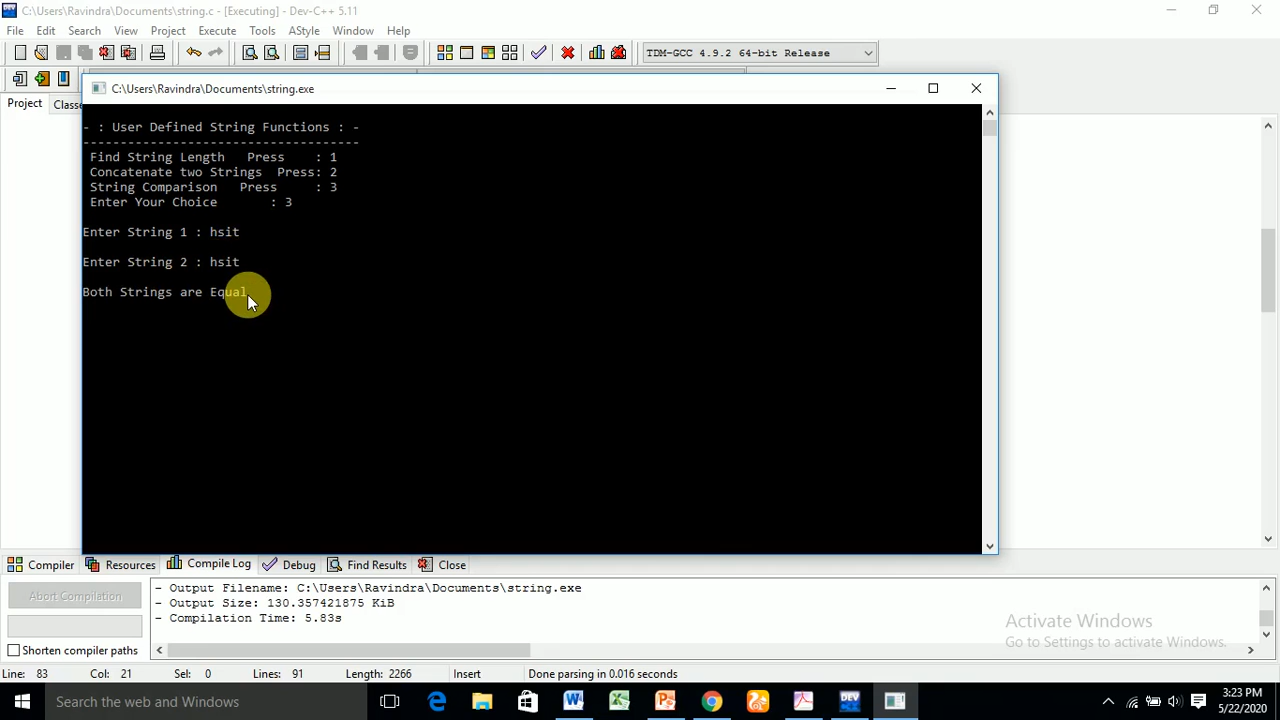 C:\Users\Ravindra\Documents\string.c - [Executing] - Dev-C++ 5.11
File Edit Search View Project Execute Tools AStyle Window Help
TDM-GCC 4.9.2 64-bit Release
C:\Users\Ravindra\Documents\string.exe
Project Classe
- : User Defined String Functions : -
-------------------------------------
Find String Length Press : 1
Concatenate two Strings Press: 2
String Comparison Press : 3
Enter Your Choice : 3
Enter String 1 : hsit
Enter String 2 : hsit
Both Strings are Equal
Compiler Resources Compile Log Debug Find Results Close
Abort Compilation
Shorten compiler paths
- Output Filename: C:\Users\Ravindra\Documents\string.exe
- Output Size: 130.357421875 KiB
- Compilation Time: 5.83s
Activate Windows
Go to Settings to activate Windows.
Line: 83 Col: 21 Sel: 0 Lines: 91 Length: 2266 Insert Done parsing in 0.016 seconds
Search the web and Windows
3:23 PM
5/22/2020